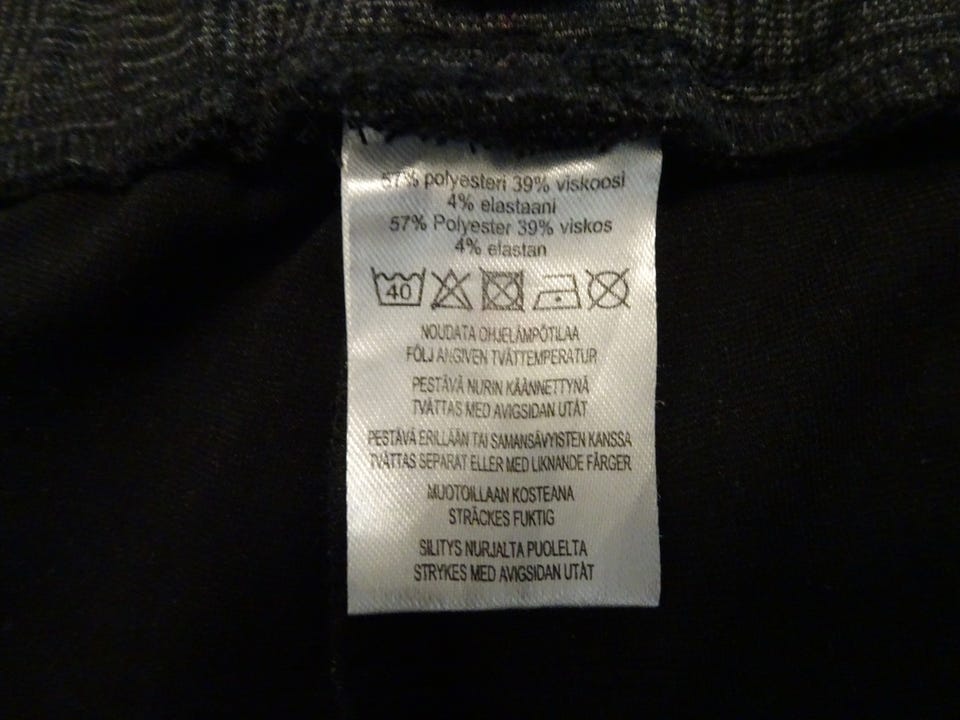 57% polyesteri 39% viskoosi
4% elastaani
57% Polyester 39% viskos
4% elastan
40
NOUDATA OHJELÄMPÖTILAA
FÖLJ ANGIVEN TVÄTTEMPERATUR
PESTÄVÄ NURIN KÄÄNNETTYNÄ
TVÄTTAS MED AVIGSIDAN UTÅT
PESTÄVÄ ERILLÄÄN TAI SAMANSÄVYISTEN KANSSA
TVÄTTAS SEPARAT ELLER MED LIKNANDE FÄRGER
MUOTOILLAAN KOSTEANA
STRÄCKES FUKTIG
SILITYS NURJALTA PUOLELTA
STRYKES MED AVIGSIDAN UTÅT